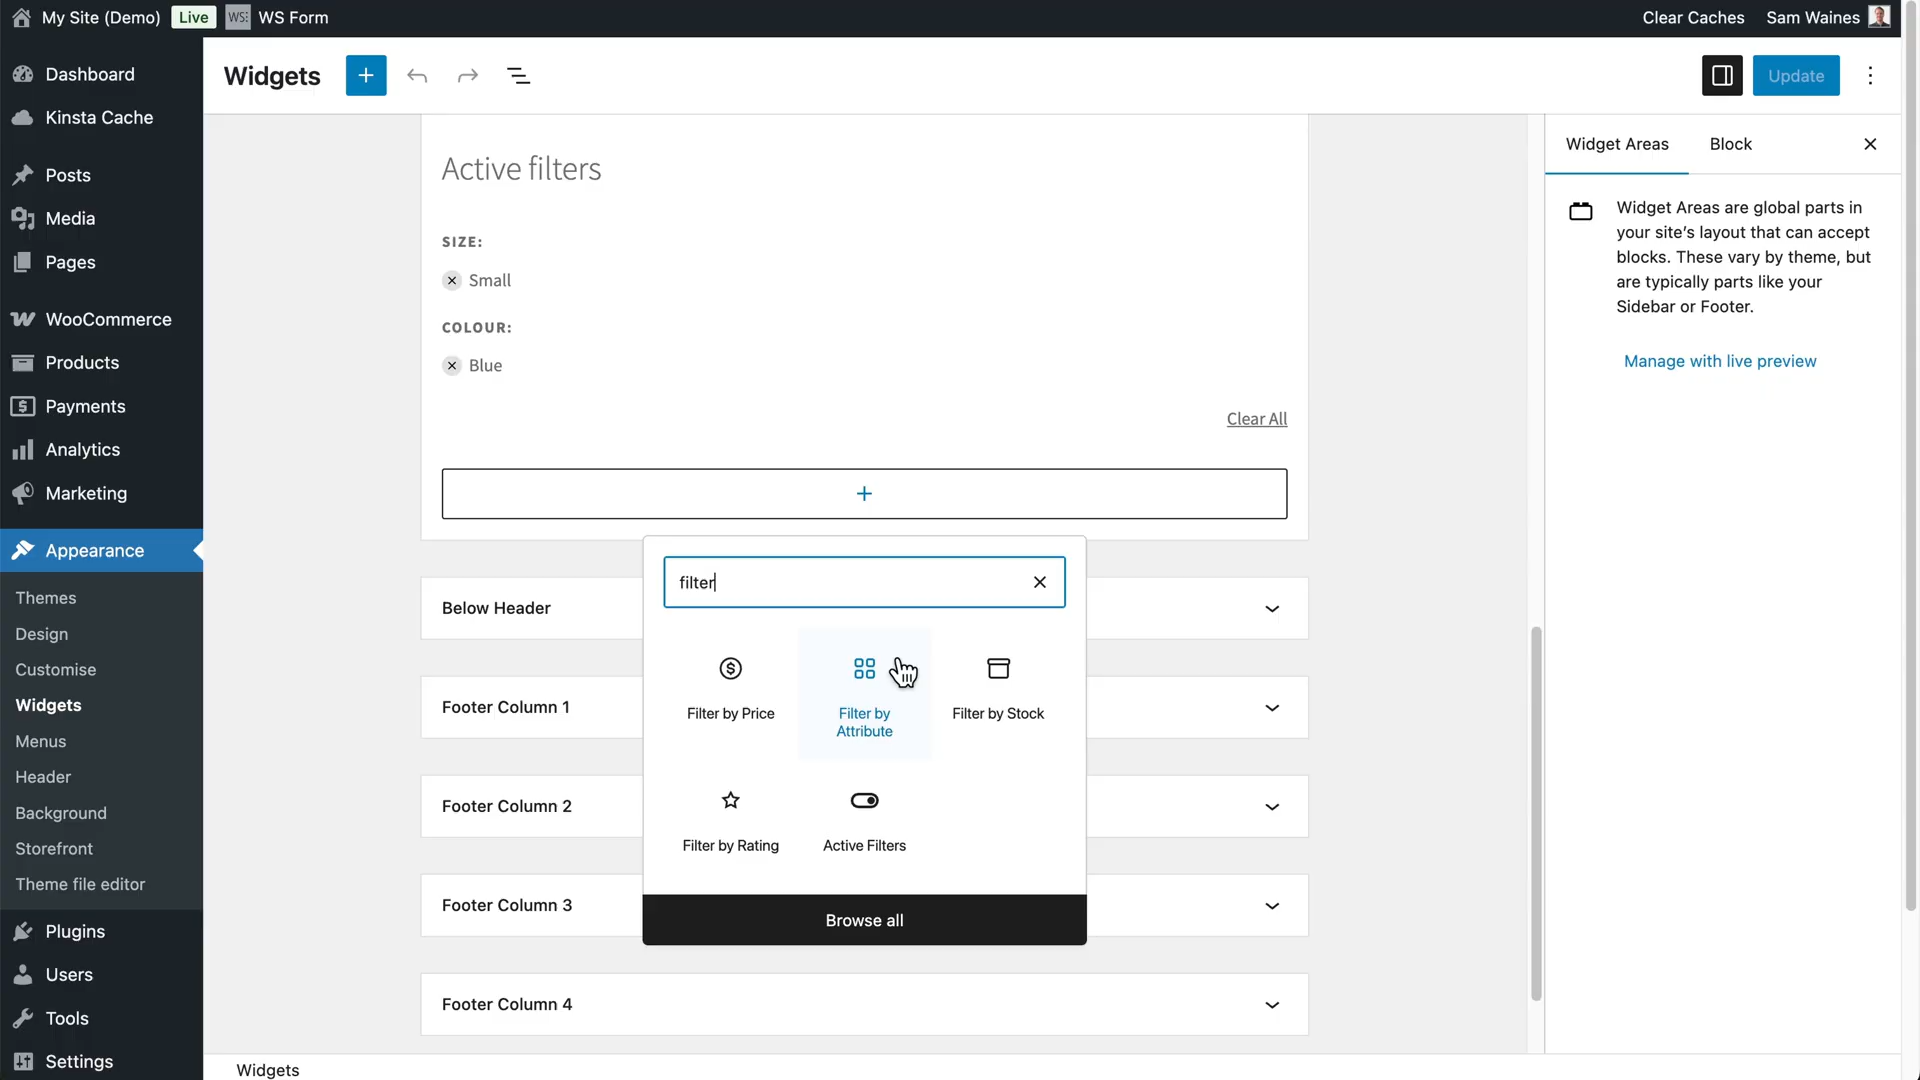 My Site (Demo) Live WS WS Form Clear Caches Sam Waines
Dashboard
Kinsta Cache
Posts
Media
Pages
WooCommerce
Products
Payments
Analytics
Marketing
Appearance
Themes
Design
Customise
Widgets
Menus
Header
Background
Storefront
Theme file editor
Plugins
Users
Tools
Settings
Widgets Update
Active filters
SIZE:
Small
COLOUR:
Blue
Clear All
filter
Filter by Price
Filter by
Attribute
Filter by Stock
Filter by Rating
Active Filters
Browse all
Below Header
Footer Column 1
Footer Column 2
Footer Column 3
Footer Column 4
Widgets
Widget Areas Block
Widget Areas are global parts in
your site's layout that can accept
blocks. These vary by theme, but
are typically parts like your
Sidebar or Footer.
Manage with live preview